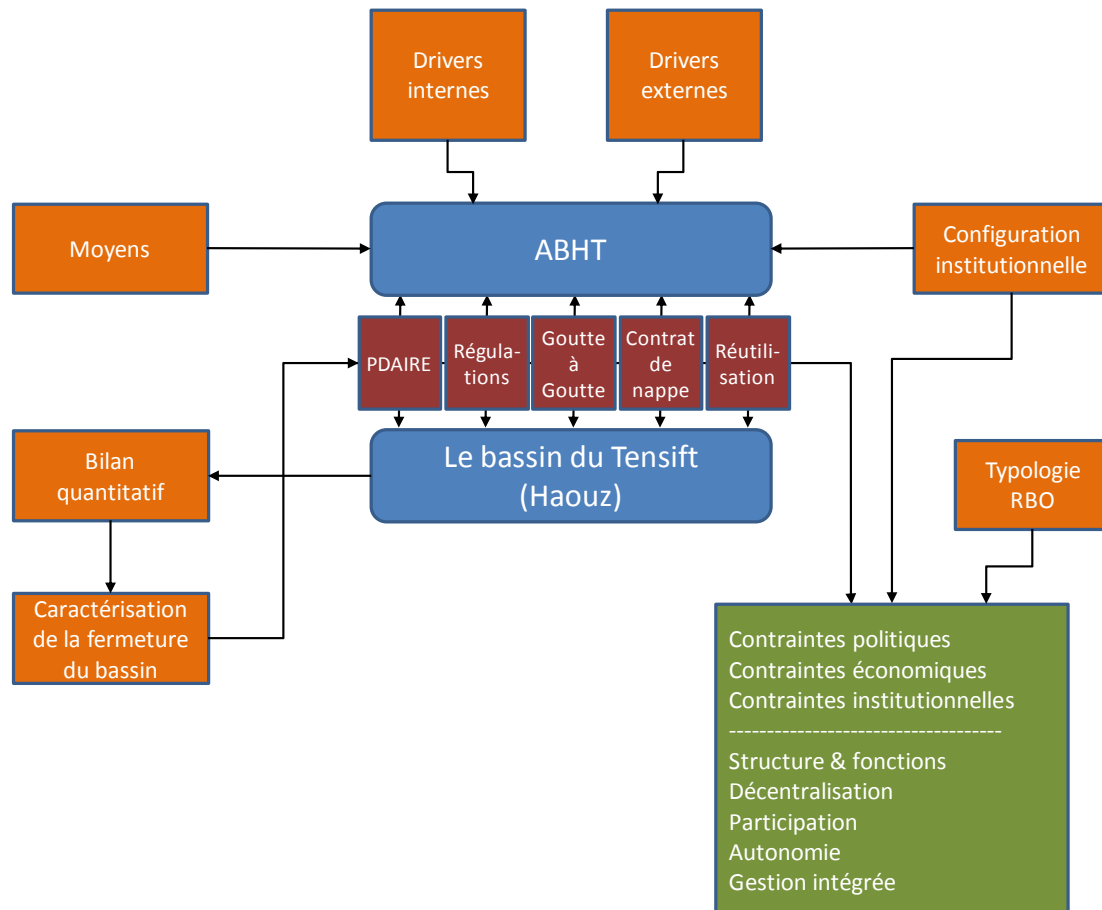 Drivers
internes
Drivers
externes
Moyens
ABHT
Configuration
institutionnelle
PDAIRE
Régula-
tions
Goutte
à
Goutte
Contrat
de
nappe
Réutili-
sation
Bilan
quantitatif
Le bassin du Tensift
(Haouz)
Typologie
RBO
Caractérisation
de la fermeture
du bassin
Contraintes politiques
Contraintes économiques
Contraintes institutionnelles
-------------------------------------
Structure & fonctions
Décentralisation
Participation
Autonomie
Gestion intégrée